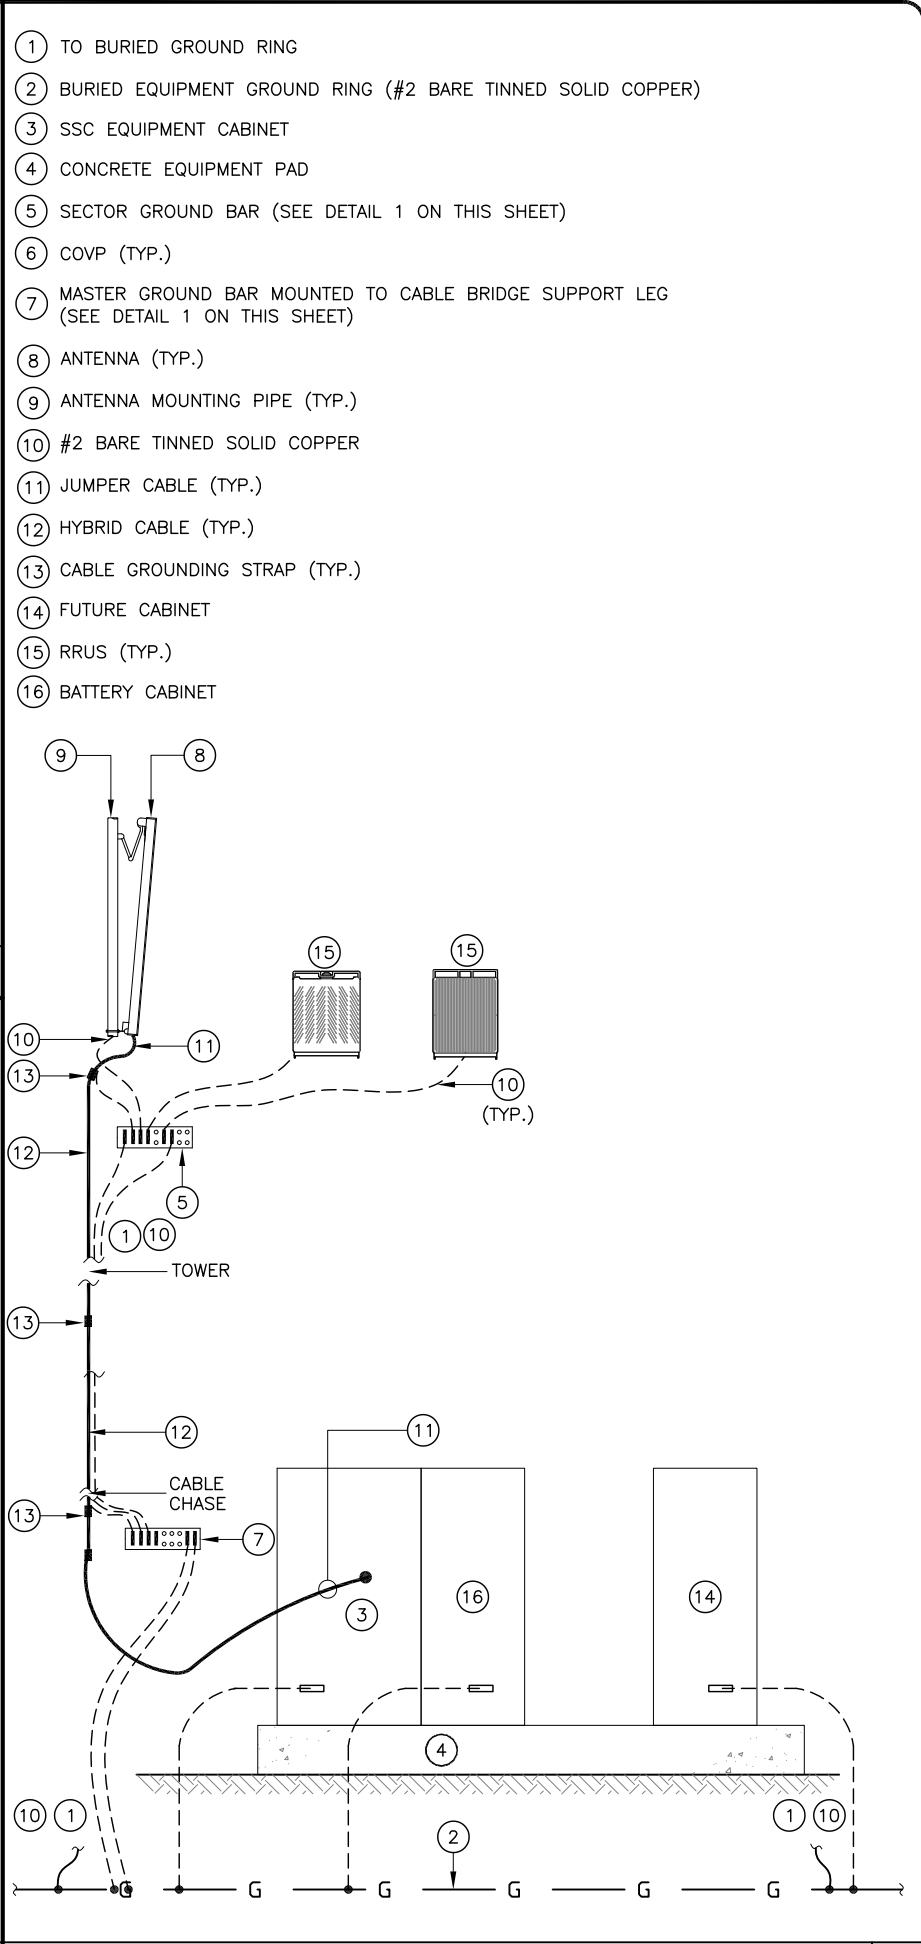 1 TO BURIED GROUND RING
2 BURIED EQUIPMENT GROUND RING (#2 BARE TINNED SOLID COPPER)
3 SSC EQUIPMENT CABINET
4 CONCRETE EQUIPMENT PAD
5 SECTOR GROUND BAR (SEE DETAIL 1 ON THIS SHEET)
6 COVP (TYP.)
7 MASTER GROUND BAR MOUNTED TO CABLE BRIDGE SUPPORT LEG
(SEE DETAIL 1 ON THIS SHEET)
8 ANTENNA (TYP.)
9 ANTENNA MOUNTING PIPE (TYP.)
10 #2 BARE TINNED SOLID COPPER
11 JUMPER CABLE (TYP.)
12 HYBRID CABLE (TYP.)
13 CABLE GROUNDING STRAP (TYP.)
14 FUTURE CABINET
15 RRUS (TYP.)
16 BATTERY CABINET
9 8
15 15
10 11
13
10
(TYP.)
12
5
1 10
TOWER
13
11
12
CABLE
CHASE
13
7
16 14
3
4
10 1 1 10
2
G G G G G G